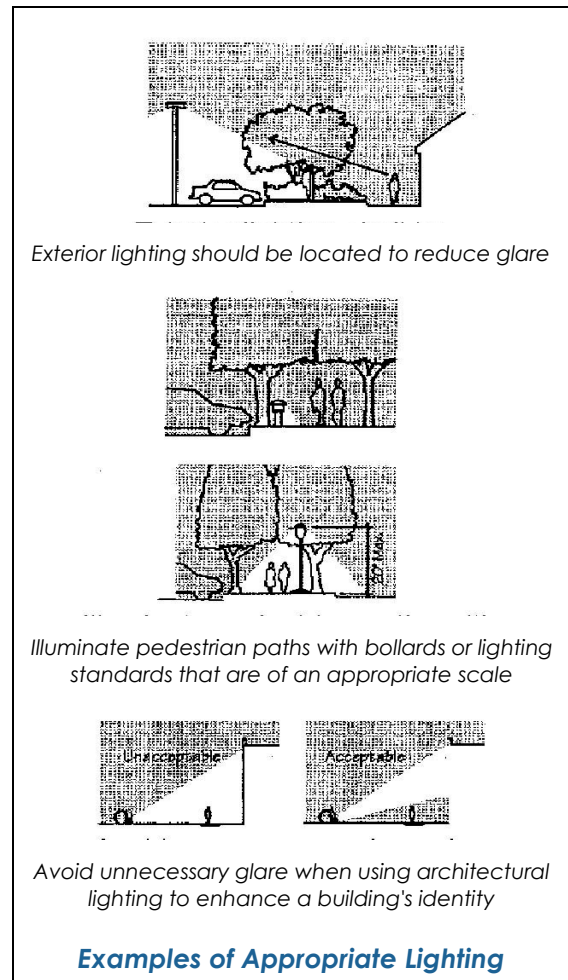 Exterior lighting should be located to reduce glare
20' MAX.
Illuminate pedestrian paths with bollards or lighting
standards that are of an appropriate scale
Unacceptable
Acceptable
Avoid unnecessary glare when using architectural
lighting to enhance a building's identity
Examples of Appropriate Lighting